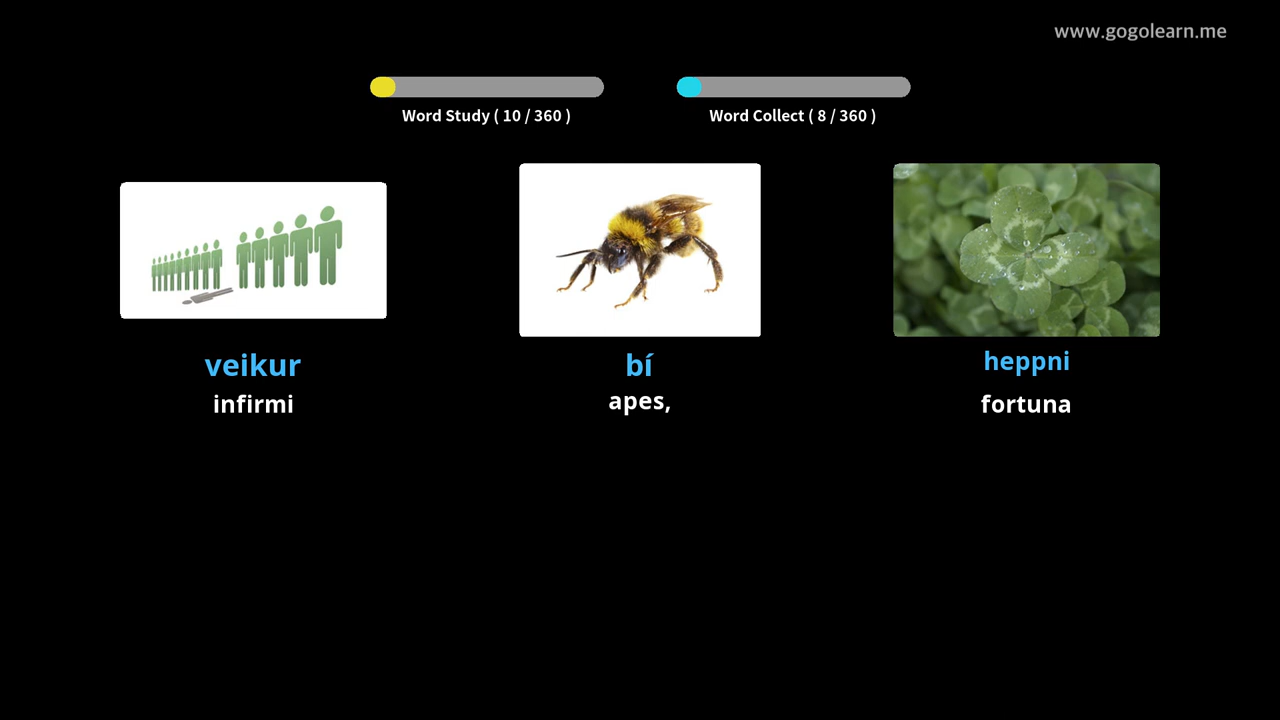 www.gogolearn.me
Word Study ( 10 / 360 )
Word Collect ( 8 / 360 )
veikur
infirmi
bí
apes,
heppni
fortuna